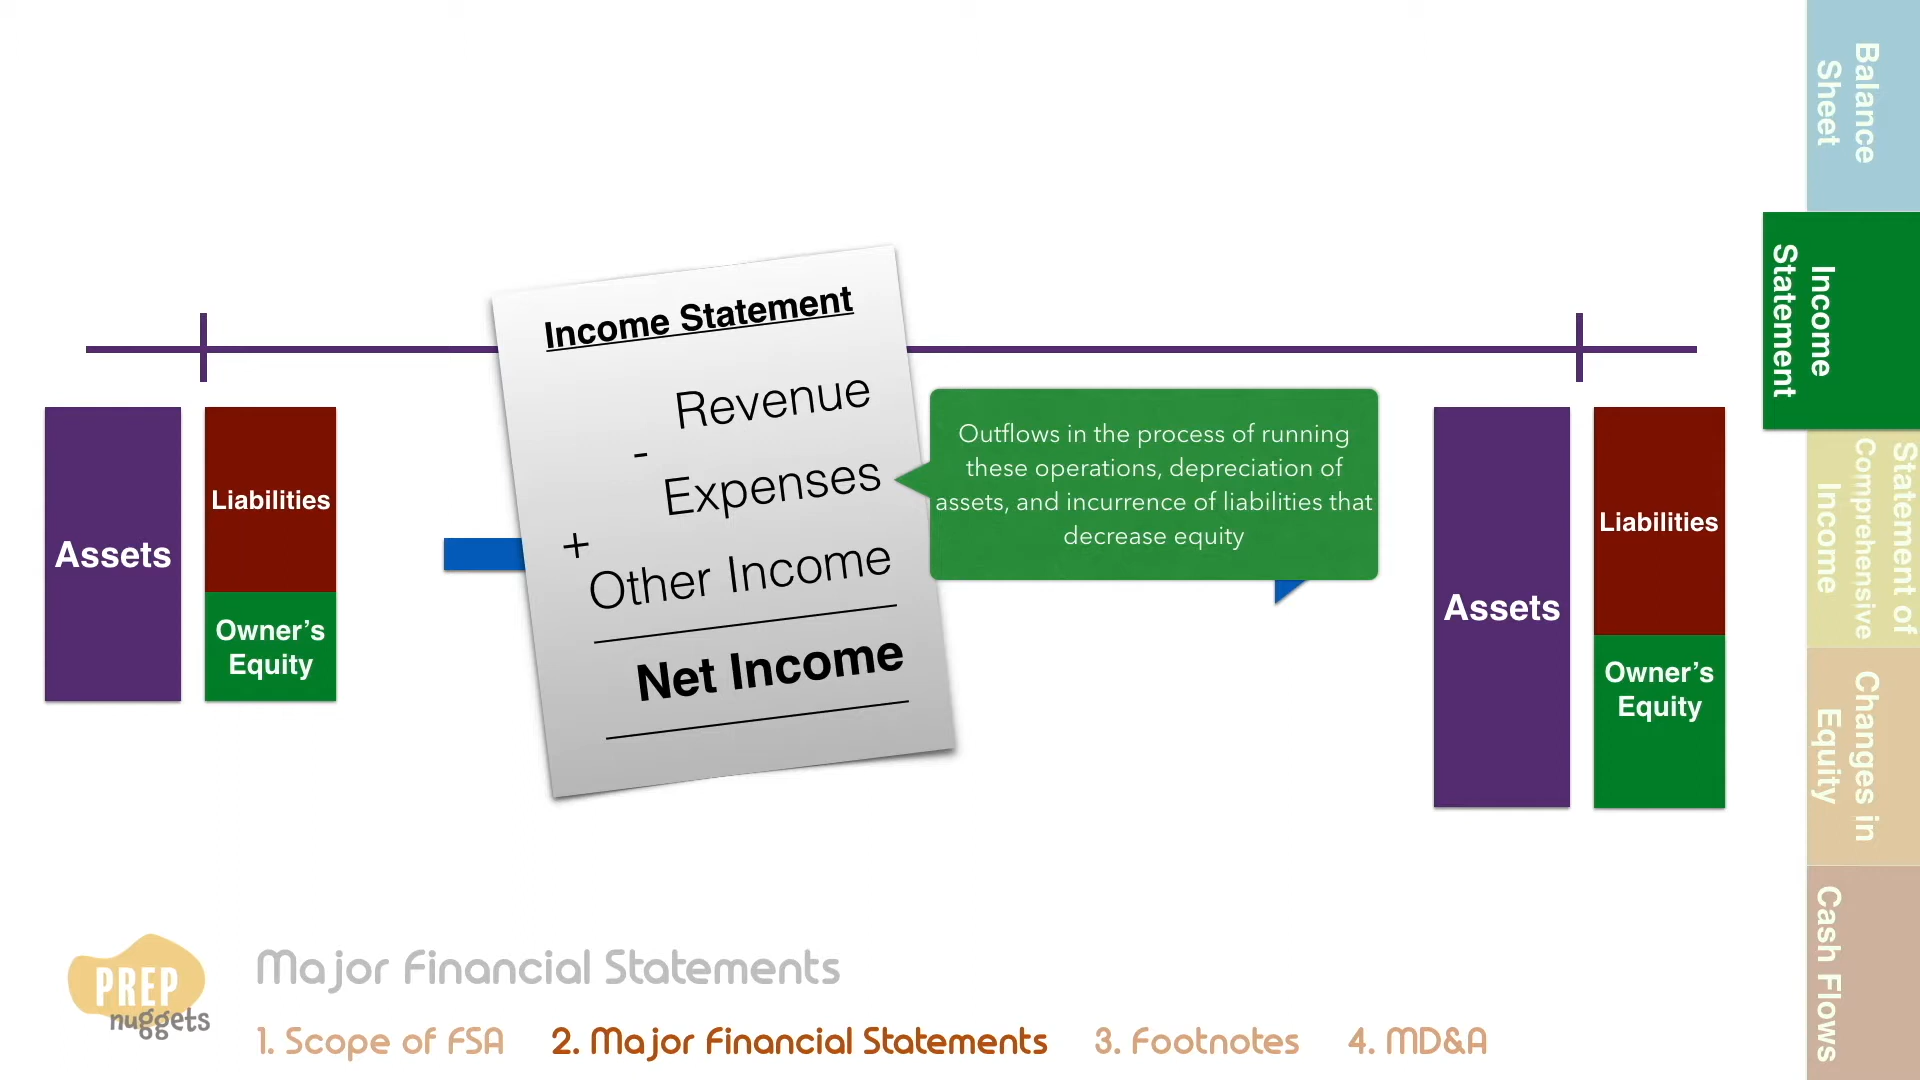 Income Statement
Revenue
-
Expenses
+
Other Income
Net Income
Outflows in the process of running
these operations, depreciation of
assets, and incurrence of liabilities that
decrease equity
Assets
Liabilities
Owner's
Equity
Assets
Liabilities
Owner's
Equity
Balance
Sheet
Income
Statement
Statement of
Comprehensive
Income
Changes in
Equity
Cash Flows
PREP
nuggets
Major Financial Statements
1. Scope of FSA
2. Major Financial Statements
3. Footnotes
4. MD&A